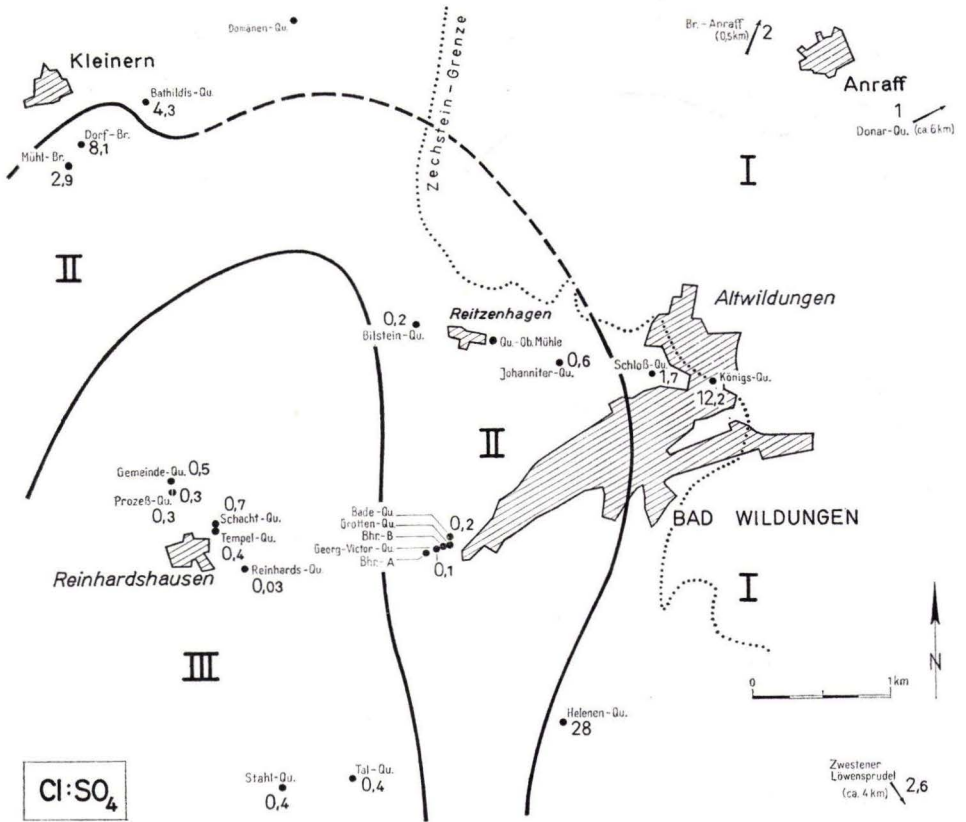 Domänen-Qu.
Br.-Anraff
(0,5km)
2
Kleinern
Anraff
Bathildis-Qu.
4,3
1
Donar-Qu. (ca.6km)
Dorf-Br.
8,1
Mühl-Br.
2,9
Zechstein-Grenze
I
II
0,2
Bilstein-Qu.
Reitzenhagen
Qu.-Ob.Mühle
0,6
Johanniter-Qu.
Altwildungen
Schloß-Qu.
1,7
Königs-Qu.
12,2
II
Gemeinde-Qu. 0,5
Prozeß-Qu. 0,3
0,3
0,7
Schacht-Qu.
Tempel-Qu.
0,4
Reinhards-Qu.
0,03
Reinhardshausen
Bade-Qu.
Grotten-Qu.
Bhr.-B
Georg-Victor-Qu.
Bhr.-A
0,2
0,1
BAD WILDUNGEN
I
III
N
0 1km
Helenen-Qu.
28
Cl:SO4
Stahl-Qu.
0,4
Tal-Qu.
0,4
Zwestener
Löwensprudel
(ca. 4km)
2,6